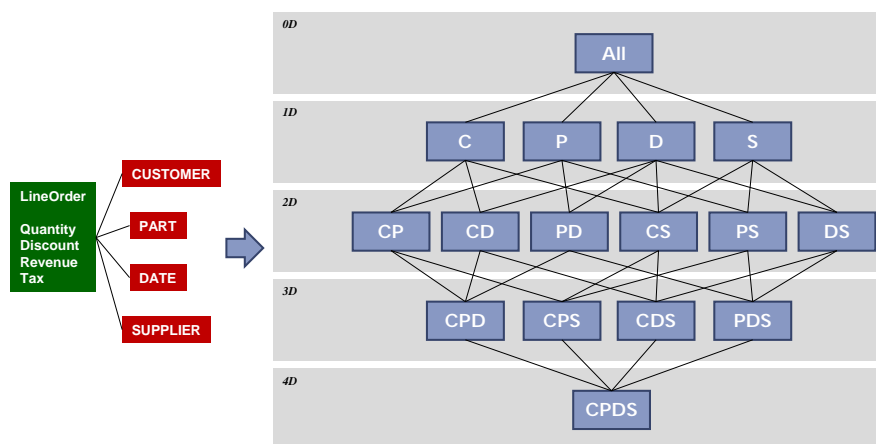 LineOrder
Quantity
Discount
Revenue
Tax
CUSTOMER
PART
DATE
SUPPLIER
0D
All
1D
C P D S
2D
CP CD PD CS PS DS
3D
CPD CPS CDS PDS
4D
CPDS